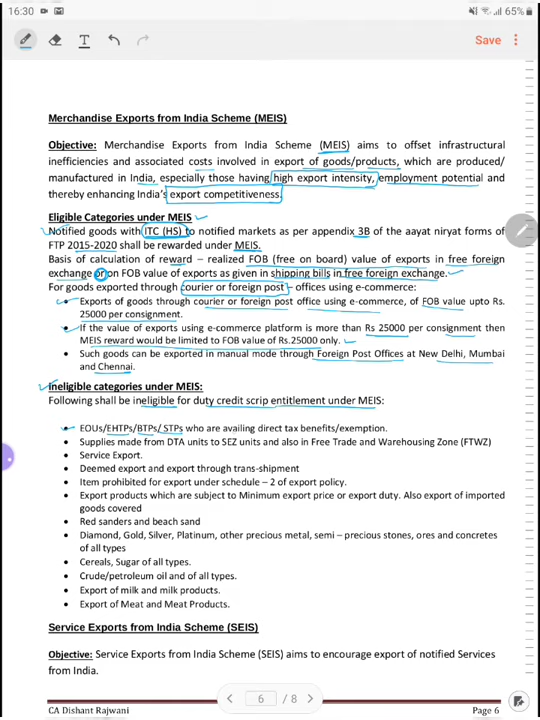 16:30
65%
T
Save
Merchandise Exports from India Scheme (MEIS)
Objective: Merchandise Exports from India Scheme (MEIS) aims to offset infrastructural
inefficiencies and associated costs involved in export of goods/products, which are produced/
manufactured in India, especially those having high export intensity, employment potential and
thereby enhancing India's export competitiveness.
Eligible Categories under MEIS
Notified goods with ITC (HS) to notified markets as per appendix 3B of the aayat niryat forms of
FTP 2015-2020 shall be rewarded under MEIS.
Basis of calculation of reward – realized FOB (free on board) value of exports in free foreign
exchange or on FOB value of exports as given in shipping bills in free foreign exchange.
For goods exported through courier or foreign post – offices using e-commerce:
• Exports of goods through courier or foreign post office using e-commerce, of FOB value upto Rs.
25000 per consignment.
• If the value of exports using e-commerce platform is more than Rs 25000 per consignment then
MEIS reward would be limited to FOB value of Rs.25000 only.
• Such goods can be exported in manual mode through Foreign Post Offices at New Delhi, Mumbai
and Chennai.
Ineligible categories under MEIS:
Following shall be ineligible for duty credit scrip entitlement under MEIS:
• EOUs/EHTPs/BTPs/ STPs who are availing direct tax benefits/exemption.
• Supplies made from DTA units to SEZ units and also in Free Trade and Warehousing Zone (FTWZ)
• Service Export.
• Deemed export and export through trans-shipment
• Item prohibited for export under schedule – 2 of export policy.
• Export products which are subject to Minimum export price or export duty. Also export of imported
goods covered
• Red sanders and beach sand
• Diamond, Gold, Silver, Platinum, other precious metal, semi – precious stones, ores and concretes
of all types
• Cereals, Sugar of all types.
• Crude/petroleum oil and of all types.
• Export of milk and milk products.
• Export of Meat and Meat Products.
Service Exports from India Scheme (SEIS)
Objective: Service Exports from India Scheme (SEIS) aims to encourage export of notified Services
from India.
6 / 8
CA Dishant Rajwani Page 6